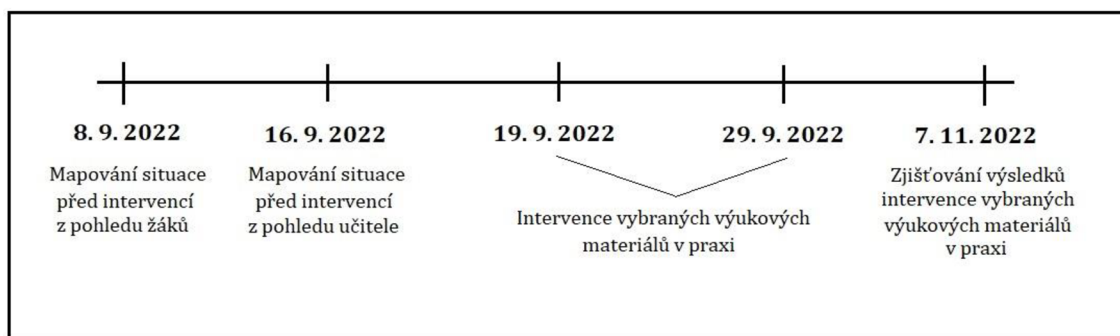 8. 9. 2022
Mapování situace
před intervencí
z pohledu žáků
16. 9. 2022
Mapování situace
před intervencí
z pohledu učitele
19. 9. 2022
29. 9. 2022
Intervence vybraných výukových
materiálů v praxi
7. 11. 2022
Zjišťování výsledků
intervence vybraných
výukových materiálů
v praxi